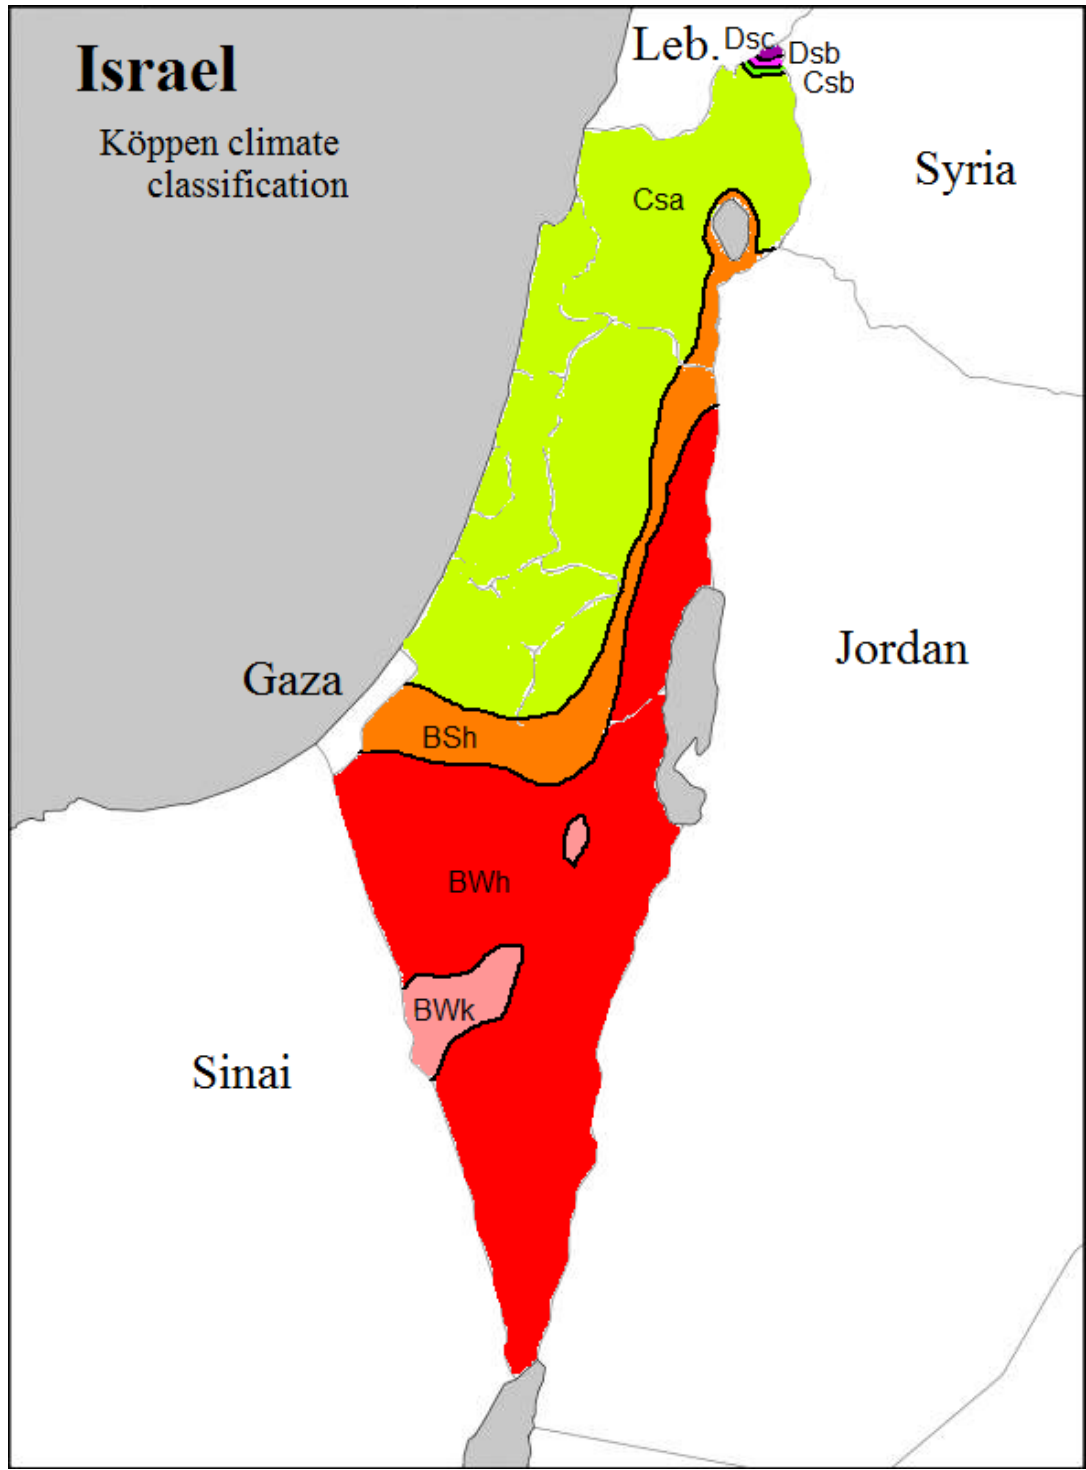 Israel
Köppen climate
classification
Leb.
Dsc
Dsb
Csb
Syria
Csa
Jordan
Gaza
BSh
BWh
BWk
Sinai